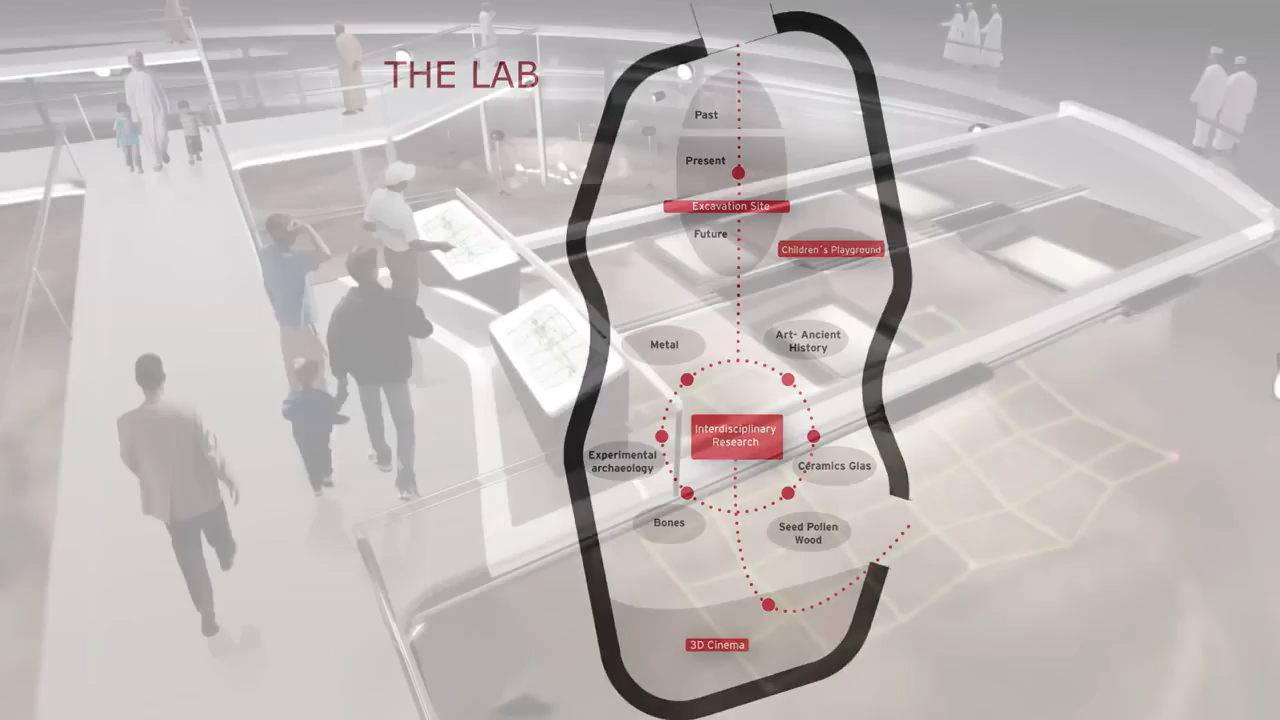 THE LAB
Past
Present
Excavation Site
Future
Children´s Playground
Metal
Art- Ancient
History
Interdisciplinary
Research
Experimental
archaeology
Ceramics Glas
Bones
Seed Pollen
Wood
3D Cinema